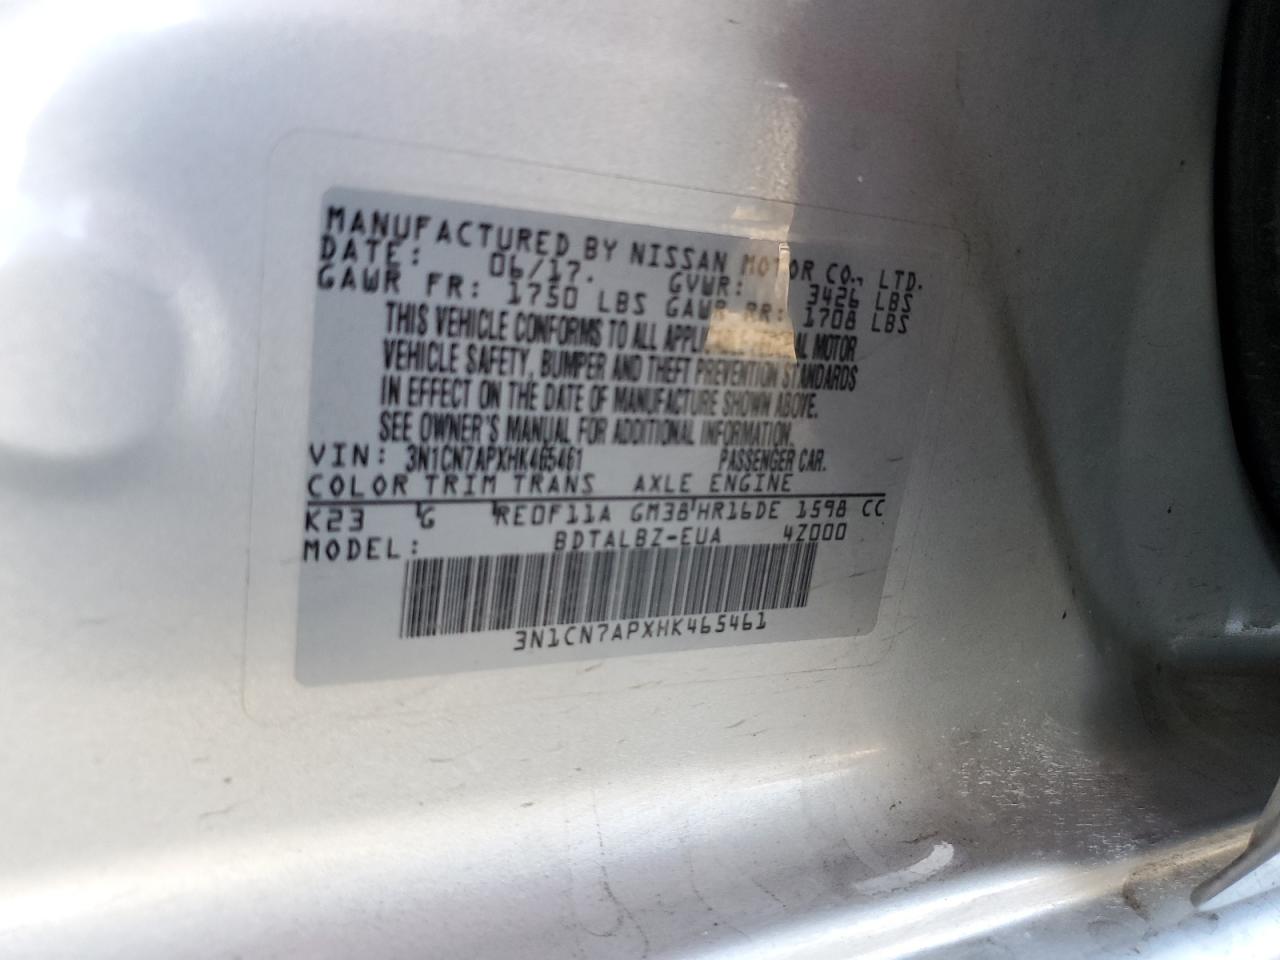 MANUFACTURED BY NISSAN MOTOR CO., LTD.
DATE: 06/17. GVWR: 3426 LBS
GAWR FR: 1750 LBS GAWR RR: 1708 LBS
THIS VEHICLE CONFORMS TO ALL MOTOR
VEHICLE SAFETY, BUMPER AND THEFT PREVENTION STANDARDS
IN EFFECT ON THE DATE OF MANUFACTURE SHOWN ABOVE.
SEE OWNER'S MANUAL FOR ADDITIONAL INFORMATION.
VIN: 3N1CN7APXHK465461 PASSENGER CAR.
COLOR TRIM TRANS AXLE ENGINE
K23 G RE0F11A GM38 HR16DE 1598 CC
MODEL: BDTALBZ-EUA 4Z000
3N1CN7APXHK465461